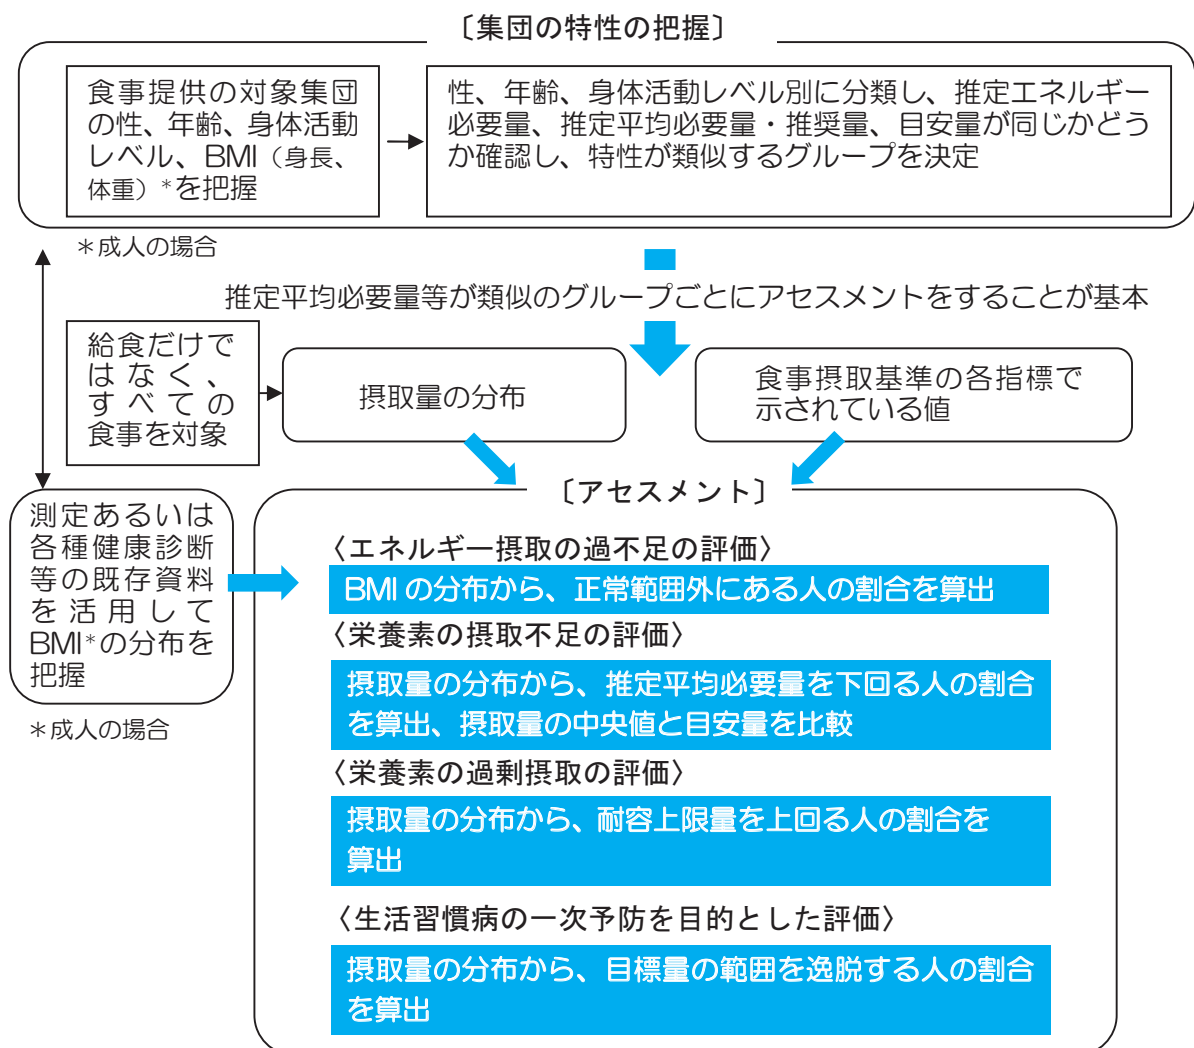 〔集団の特性の把握〕
食事提供の対象集団
の性、年齢、身体活動
レベル、BMI（身長、
体重）*を把握
性、年齢、身体活動レベル別に分類し、推定エネルギー
必要量、推定平均必要量・推奨量、目安量が同じかどう
か確認し、特性が類似するグループを決定
＊成人の場合
推定平均必要量等が類似のグループごとにアセスメントをすることが基本
給食だけで
はなく、
すべての
食事を対象
摂取量の分布
食事摂取基準の各指標で
示されている値
測定あるいは
各種健康診断
等の既存資料
を活用して
BMI*の分布を
把握
＊成人の場合
〔アセスメント〕
〈エネルギー摂取の過不足の評価〉
BMI の分布から、正常範囲外にある人の割合を算出
〈栄養素の摂取不足の評価〉
摂取量の分布から、推定平均必要量を下回る人の割合
を算出、摂取量の中央値と目安量を比較
〈栄養素の過剰摂取の評価〉
摂取量の分布から、耐容上限量を上回る人の割合を
算出
〈生活習慣病の一次予防を目的とした評価〉
摂取量の分布から、目標量の範囲を逸脱する人の割合
を算出